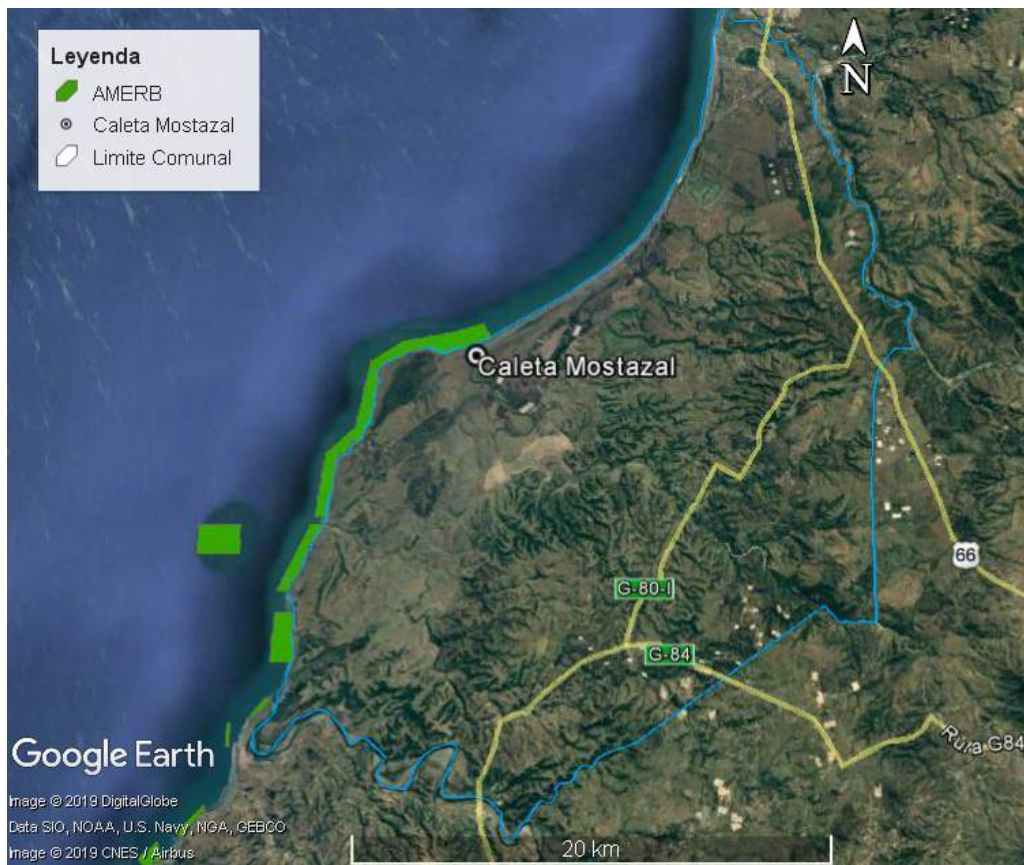 Leyenda
AMERB
Caleta Mostazal
Limite Comunal
N
Caleta Mostazal
66
G-80-I
G-84
Ruta G84
Google Earth
Image © 2019 DigitalGlobe
Data SIO, NOAA, U.S. Navy, NGA, GEBCO
Image © 2019 CNES / Airbus
20 km